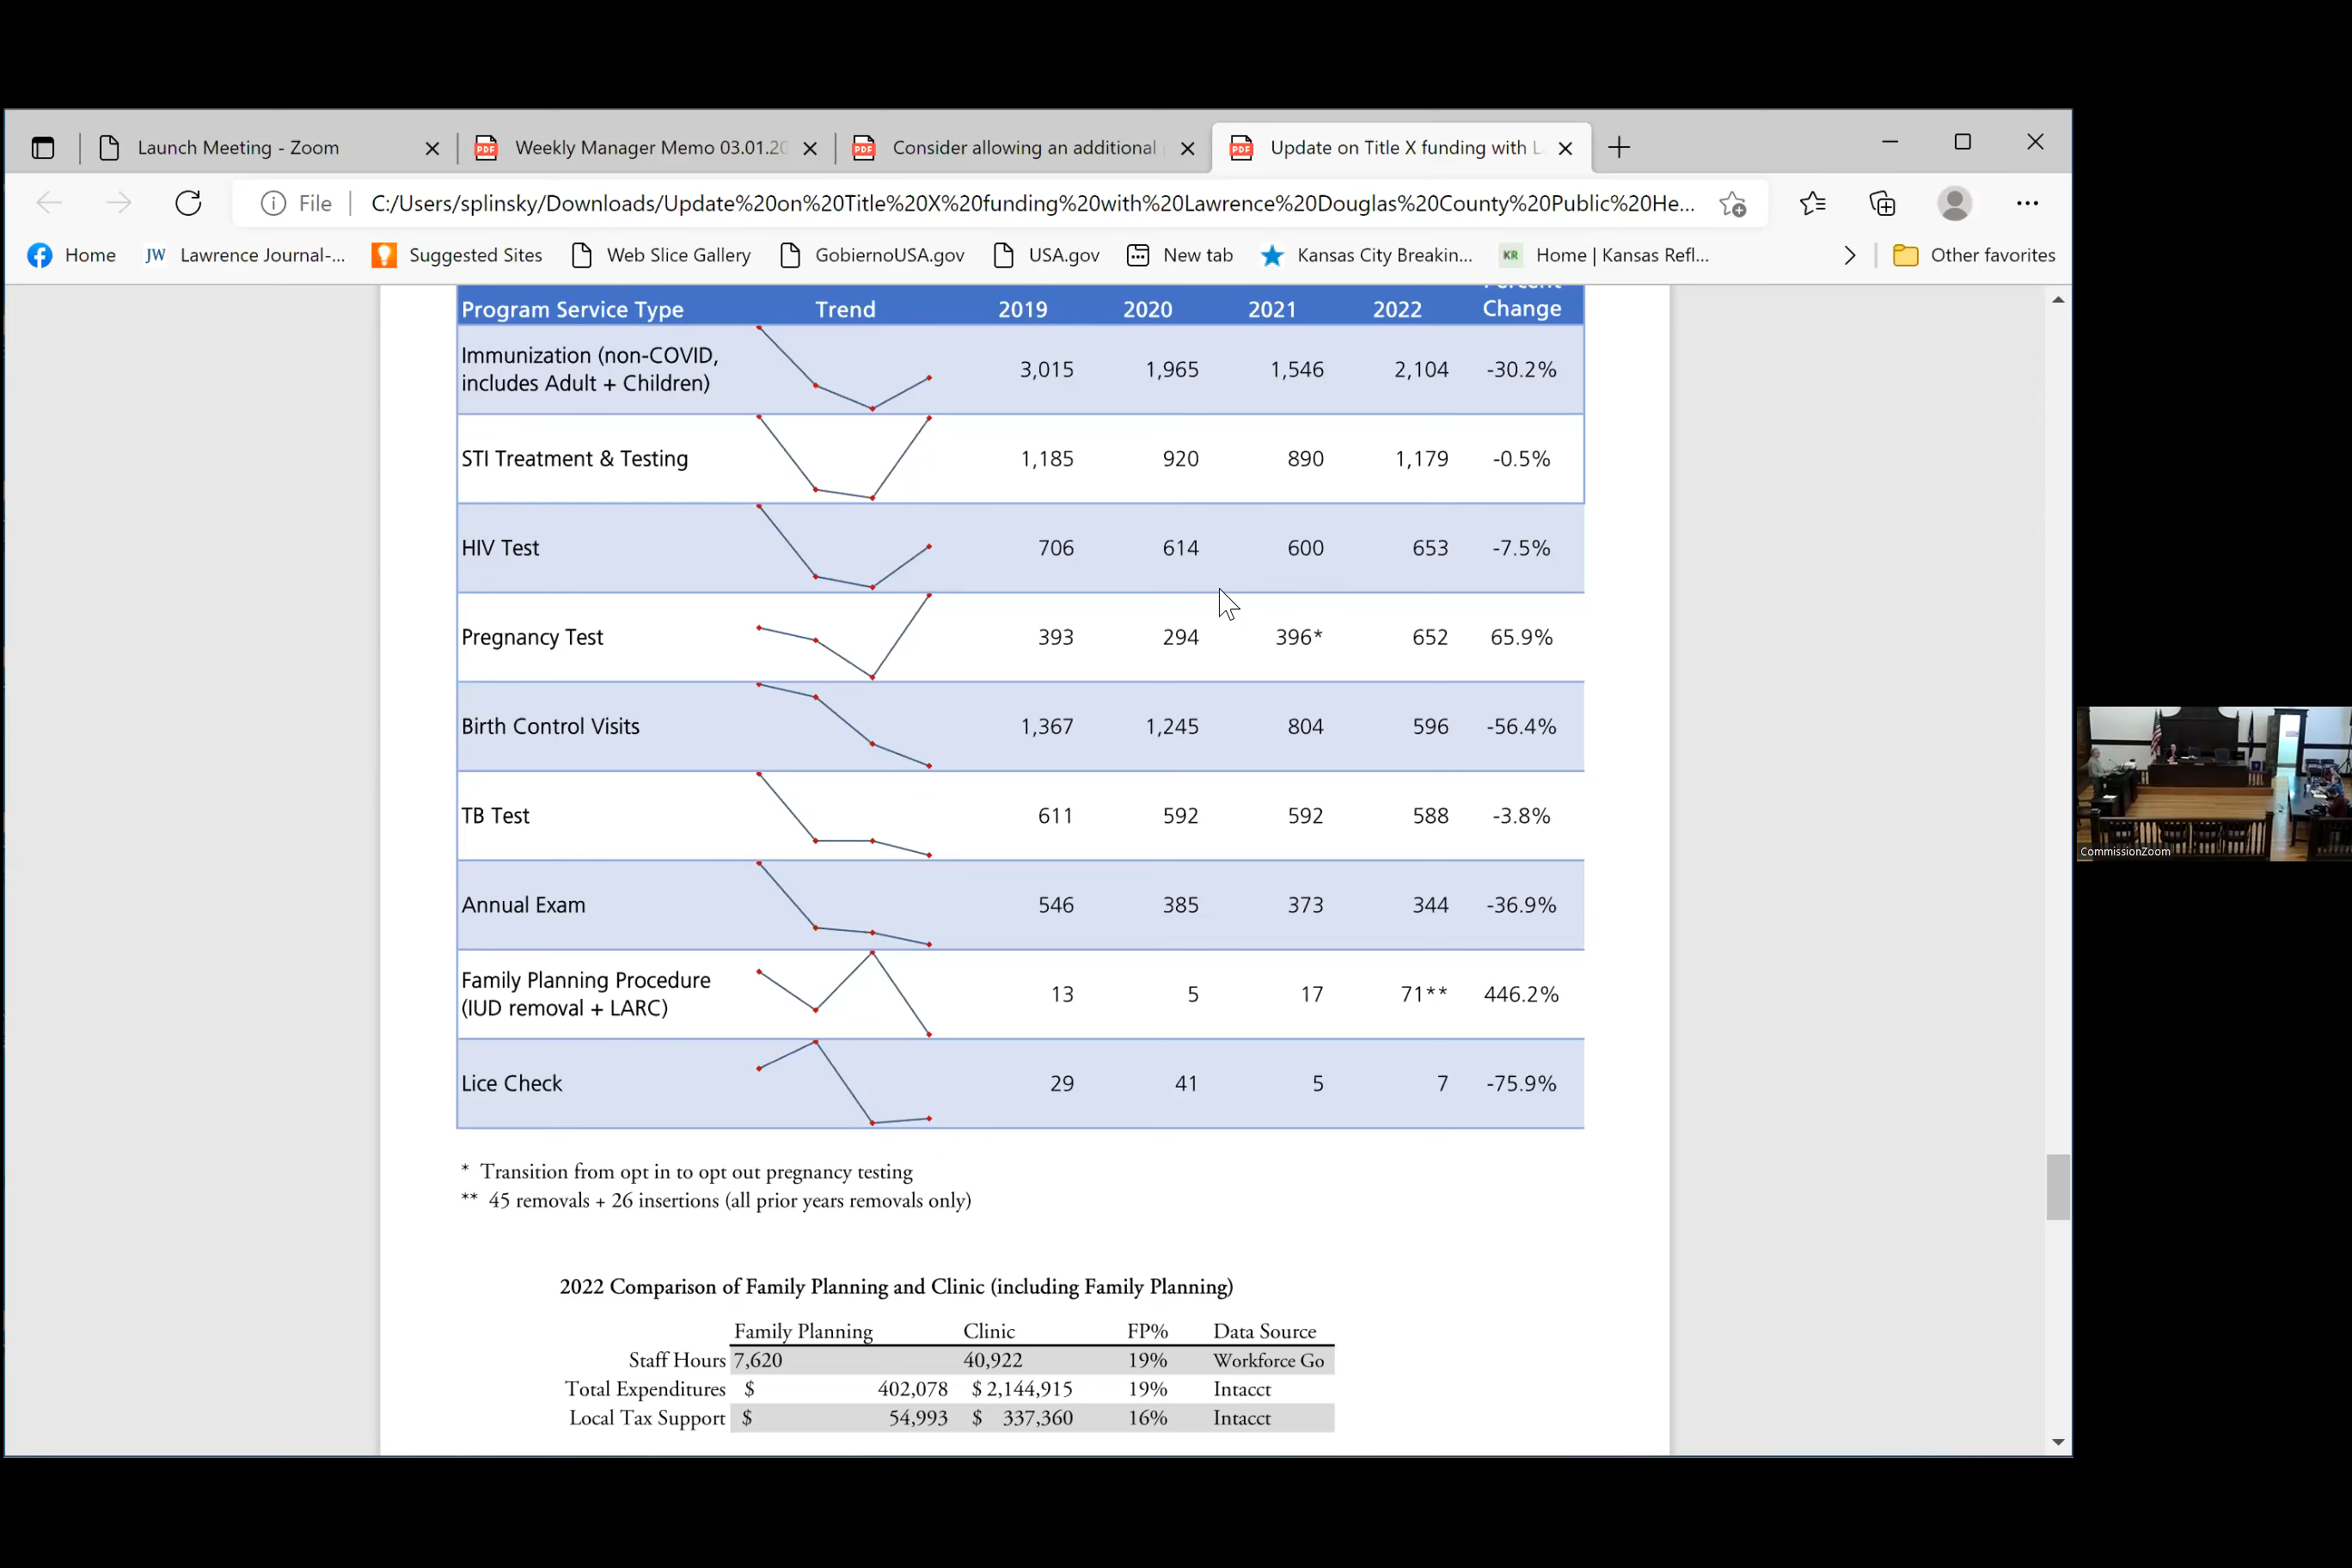 Launch Meeting - Zoom
Weekly Manager Memo 03.01.20
Consider allowing an additional
Update on Title X funding with L
File
C:/Users/splinsky/Downloads/Update%20on%20Title%20X%20funding%20with%20Lawrence%20Douglas%20County%20Public%20He...
Home
JW Lawrence Journal-...
Suggested Sites
Web Slice Gallery
GobiernoUSA.gov
USA.gov
New tab
Kansas City Breakin...
KR Home | Kansas Refl...
Other favorites
Program Service Type Trend 2019 2020 2021 2022 Percent Change
Immunization (non-COVID,
includes Adult + Children) 3,015 1,965 1,546 2,104 -30.2%
STI Treatment & Testing 1,185 920 890 1,179 -0.5%
HIV Test 706 614 600 653 -7.5%
Pregnancy Test 393 294 396* 652 65.9%
Birth Control Visits 1,367 1,245 804 596 -56.4%
TB Test 611 592 592 588 -3.8%
Annual Exam 546 385 373 344 -36.9%
Family Planning Procedure
(IUD removal + LARC) 13 5 17 71** 446.2%
Lice Check 29 41 5 7 -75.9%
* Transition from opt in to opt out pregnancy testing
** 45 removals + 26 insertions (all prior years removals only)
2022 Comparison of Family Planning and Clinic (including Family Planning)
Family Planning Clinic FP% Data Source
Staff Hours 7,620 40,922 19% Workforce Go
Total Expenditures $ 402,078 $ 2,144,915 19% Intacct
Local Tax Support $ 54,993 $ 337,360 16% Intacct
CommissionZoom